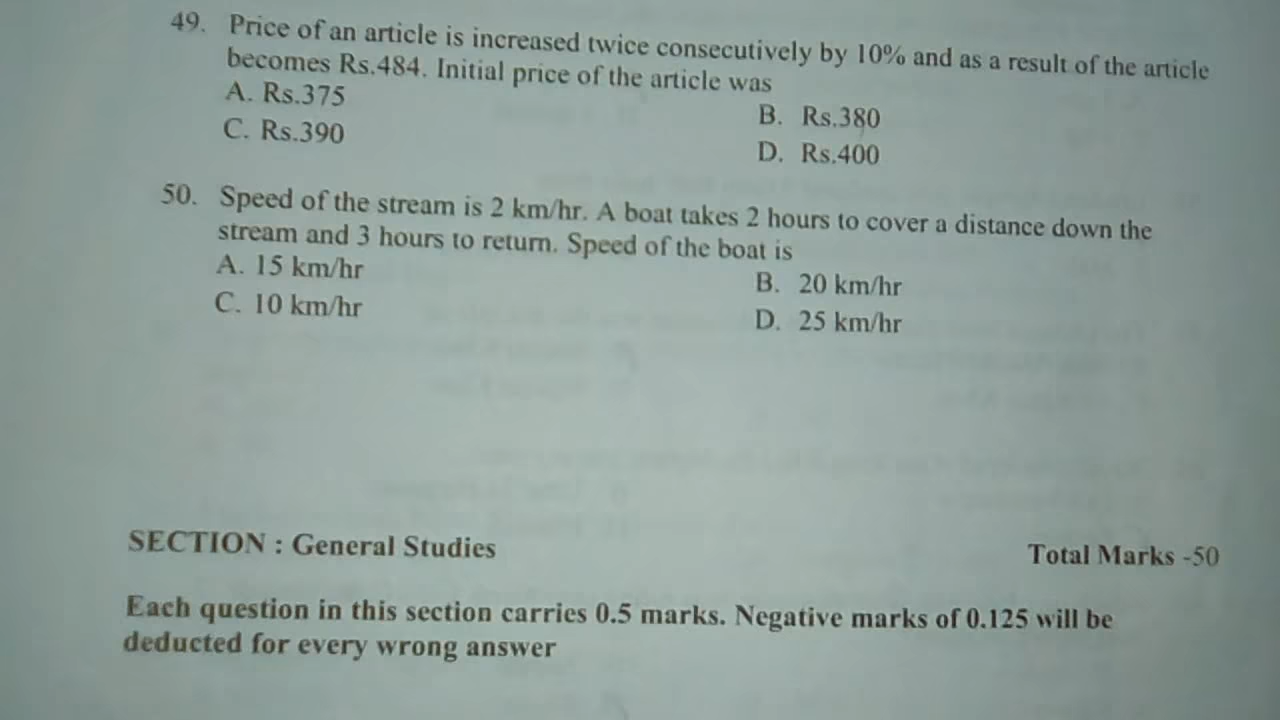 49. Price of an article is increased twice consecutively by 10% and as a result of the article
becomes Rs.484. Initial price of the article was
A. Rs.375
B. Rs.380
C. Rs.390
D. Rs.400
50. Speed of the stream is 2 km/hr. A boat takes 2 hours to cover a distance down the
stream and 3 hours to return. Speed of the boat is
A. 15 km/hr
B. 20 km/hr
C. 10 km/hr
D. 25 km/hr
SECTION : General Studies
Total Marks -50
Each question in this section carries 0.5 marks. Negative marks of 0.125 will be
deducted for every wrong answer